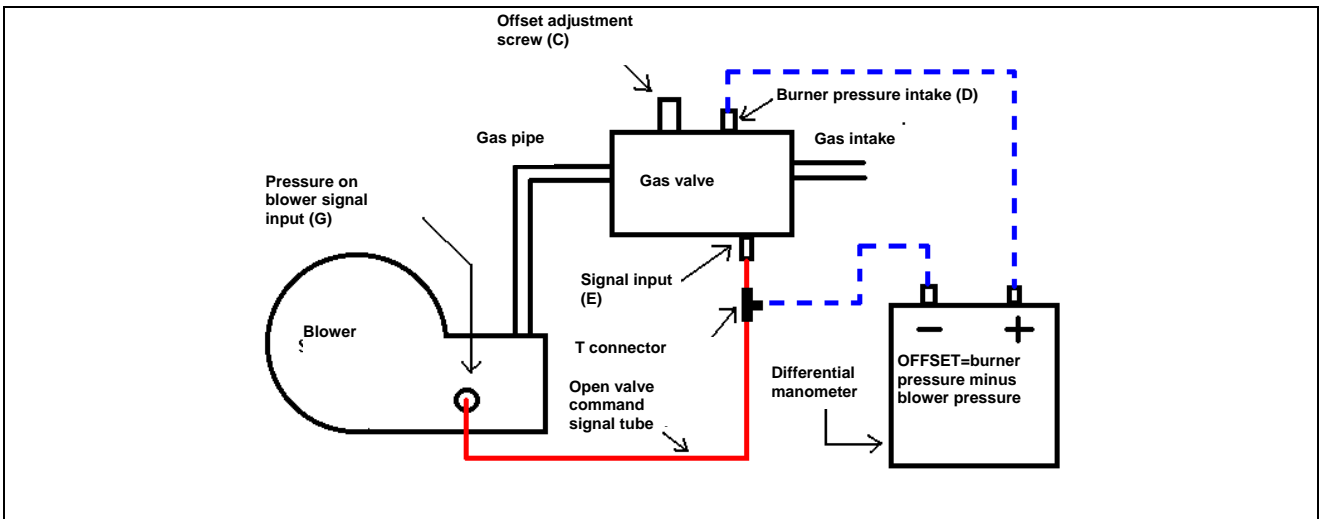 Offset adjustment
screw (C)
Burner pressure intake (D)
Gas pipe
Gas intake
Gas valve
Pressure on
blower signal
input (G)
Signal input
(E)
Blower
T connector
Open valve
command
signal tube
Differential
manometer
− +
OFFSET=burner
pressure minus
blower pressure